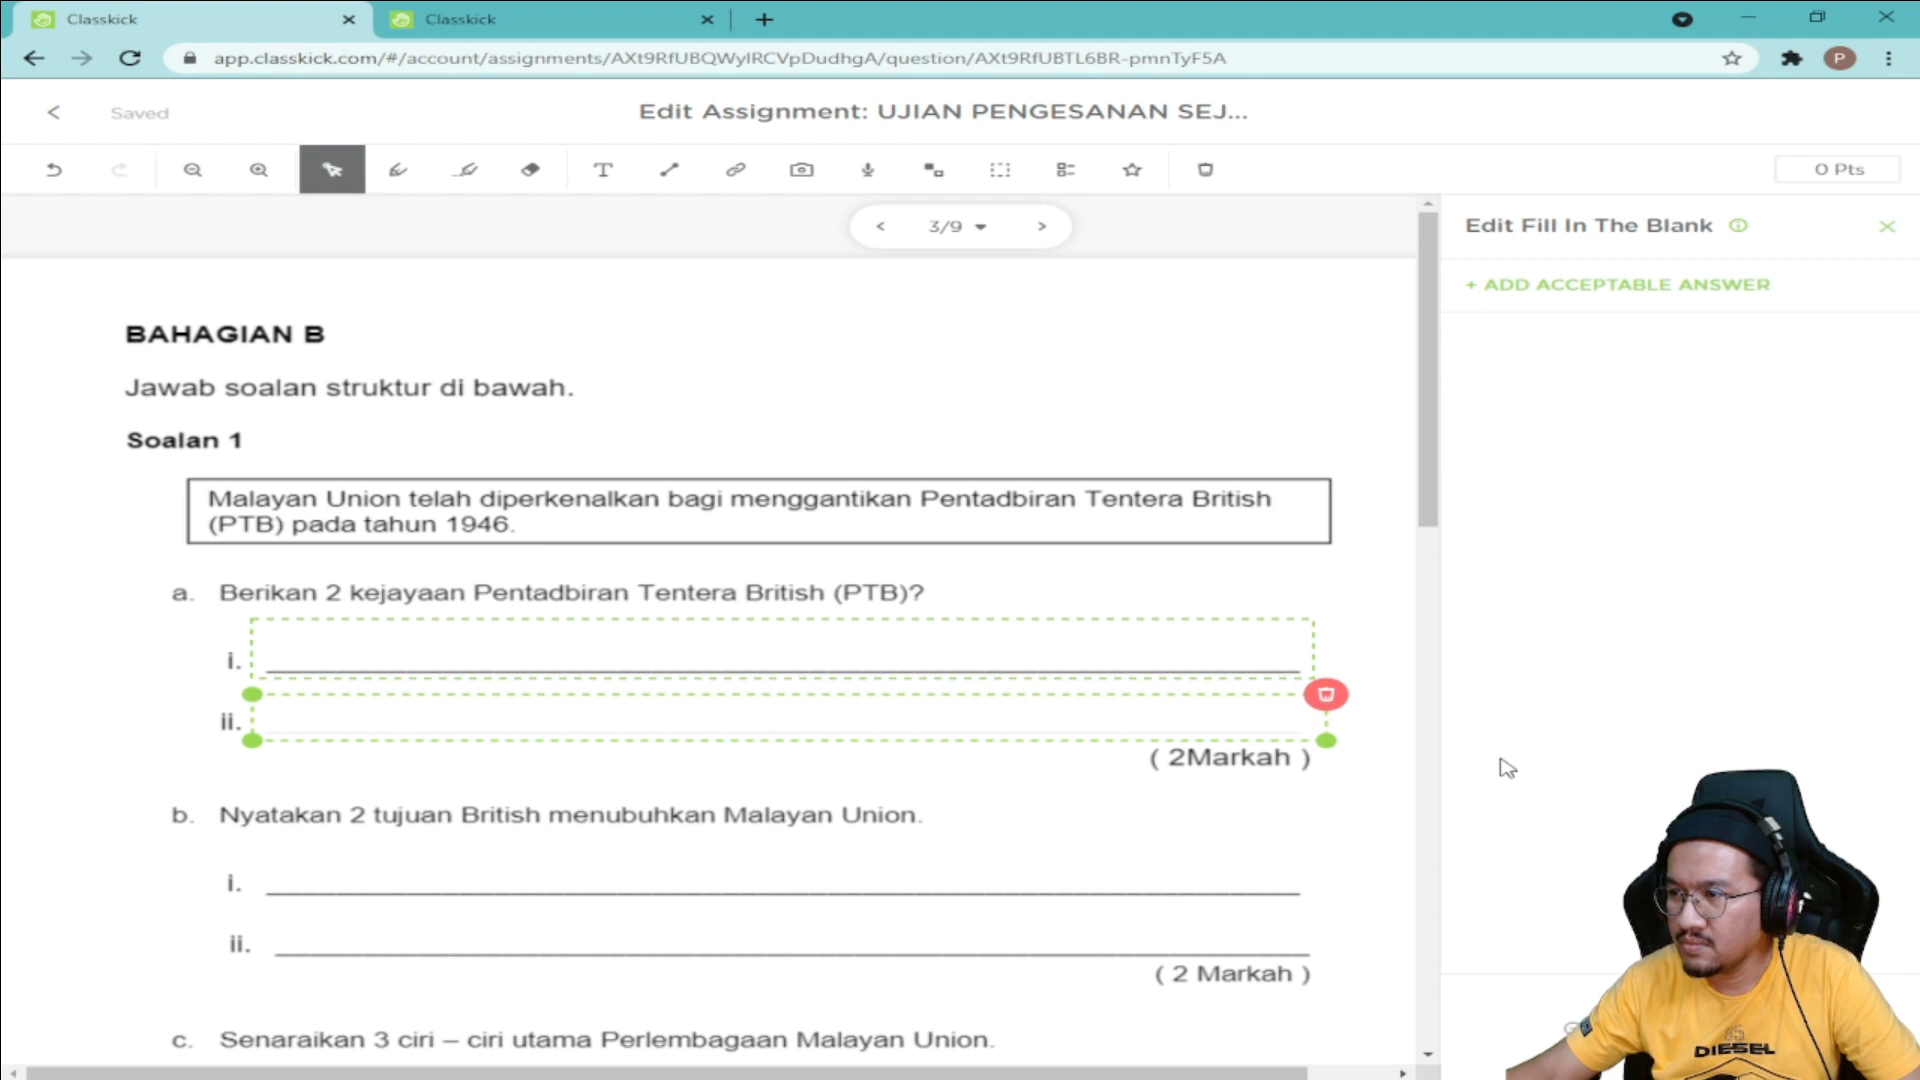 Classkick
Classkick
app.classkick.com/#/account/assignments/AXt9RfUBQWyIRCVpDudhgA/question/AXt9RfUBTL6BR-pmnTyF5A
P
Saved
Edit Assignment: UJIAN PENGESANAN SEJ...
T
0 Pts
3/9
Edit Fill In The Blank
+ ADD ACCEPTABLE ANSWER
BAHAGIAN B
Jawab soalan struktur di bawah.
Soalan 1
Malayan Union telah diperkenalkan bagi menggantikan Pentadbiran Tentera British
(PTB) pada tahun 1946.
a. Berikan 2 kejayaan Pentadbiran Tentera British (PTB)?
i.
ii.
( 2Markah )
b. Nyatakan 2 tujuan British menubuhkan Malayan Union.
i.
ii.
( 2 Markah )
c. Senaraikan 3 ciri – ciri utama Perlembagaan Malayan Union.
DIESEL